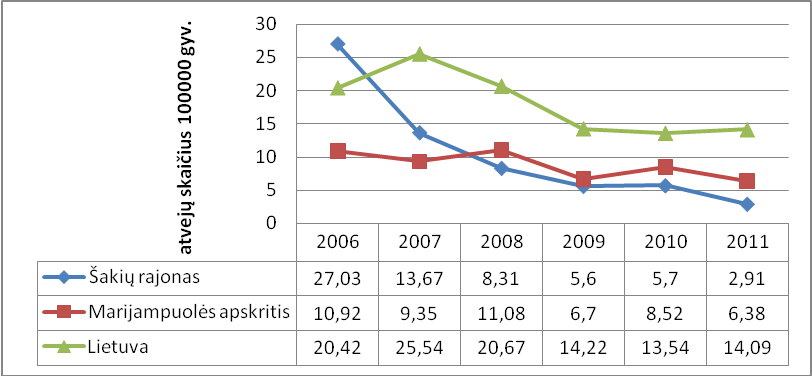 atvejų skaičius 100000 gyv.
30
25
20
15
10
5
0
2006 2007 2008 2009 2010 2011
Šakių rajonas 27,03 13,67 8,31 5,6 5,7 2,91
Marijampuolės apskritis 10,92 9,35 11,08 6,7 8,52 6,38
Lietuva 20,42 25,54 20,67 14,22 13,54 14,09